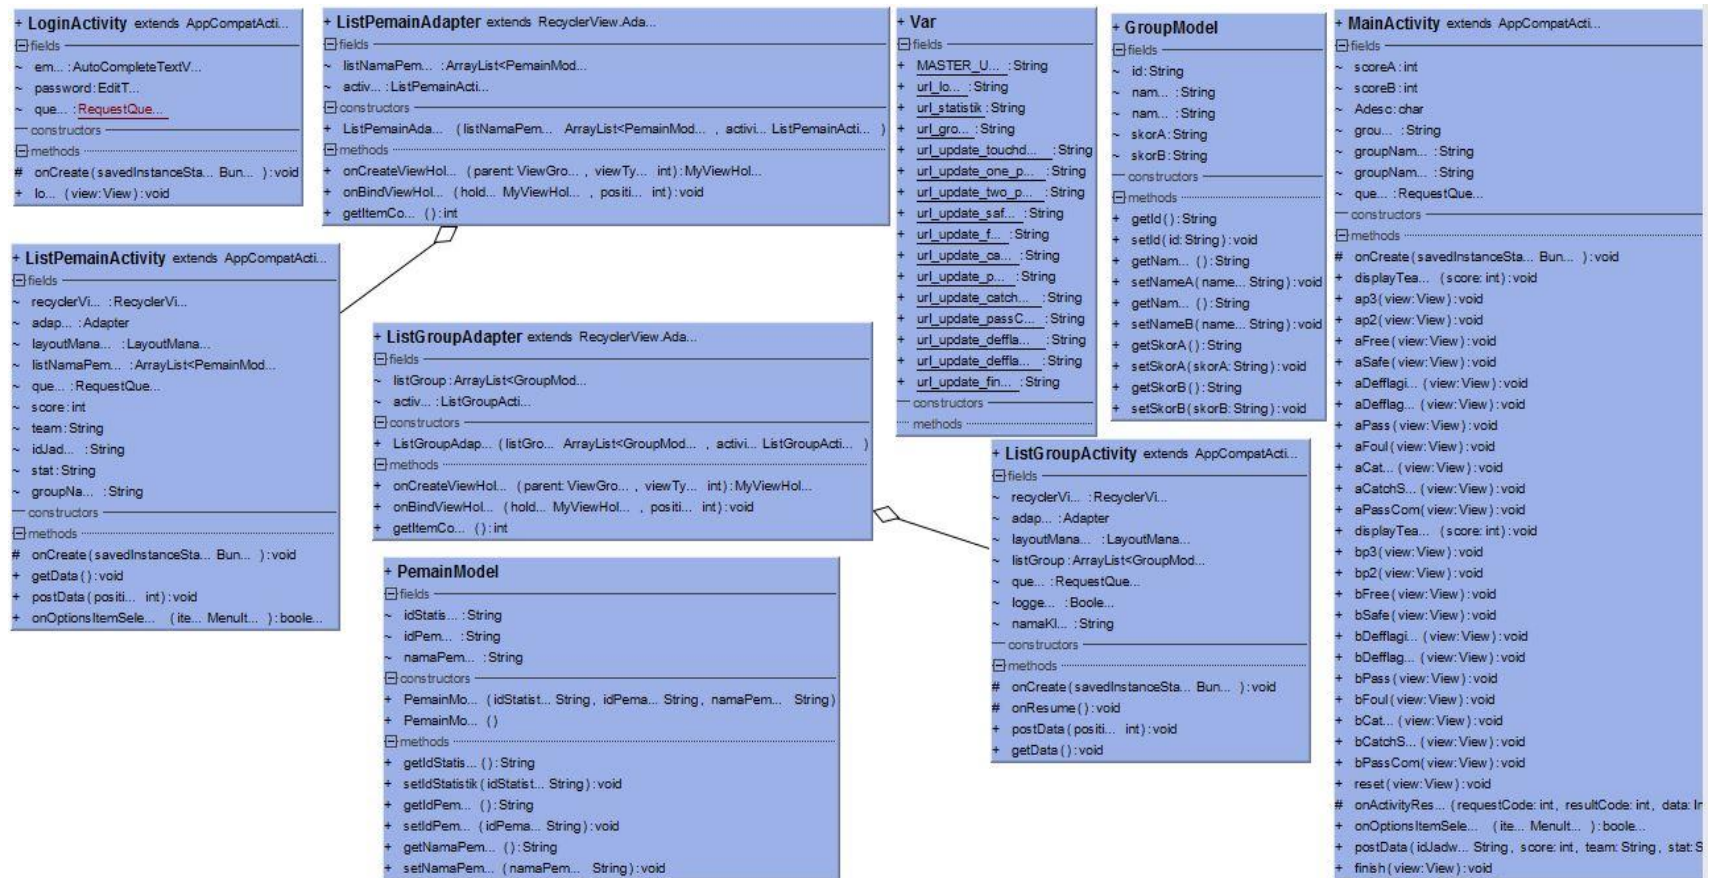 + LoginActivity extends AppCompatActi...
fields
~ em... : AutoCompleteTextV...
~ password: EditT...
~ que... : RequestQue...
constructors
methods
# onCreate (savedInstanceSta... Bun... ) : void
+ lo... (view: View) : void
+ ListPemainAdapter extends RecyclerView.Ada...
fields
~ listNamaPem... : ArrayList<PemainMod...
~ activ... : ListPemainActi...
constructors
+ ListPemainAda... (listNamaPem... ArrayList<PemainMod... , activi... ListPemainActi... )
methods
+ onCreateViewHol... (parent: ViewGro... , viewTy... int) : MyViewHol...
+ onBindViewHol... (hold... MyViewHol... , positi... int) : void
+ getItemCo... () : int
+ Var
fields
+ MASTER_U... : String
+ url_lo... : String
+ url_statistik : String
+ url_gro... : String
+ url_update_touchd... : String
+ url_update_one_p... : String
+ url_update_two_p... : String
+ url_update_saf... : String
+ url_update_f... : String
+ url_update_ca... : String
+ url_update_p... : String
+ url_update_catch... : String
+ url_update_passC... : String
+ url_update_deffla... : String
+ url_update_deffla... : String
+ url_update_fin... : String
constructors
methods
+ GroupModel
fields
~ id: String
~ nam... : String
~ nam... : String
~ skorA: String
~ skorB: String
constructors
methods
+ getId () : String
+ setId (id: String) : void
+ getNam... () : String
+ setNameA (name... String) : void
+ getNam... () : String
+ setNameB (name... String) : void
+ getSkorA () : String
+ setSkorA (skorA: String) : void
+ getSkorB () : String
+ setSkorB (skorB: String) : void
+ MainActivity extends AppCompatActi...
fields
~ scoreA: int
~ scoreB: int
~ Adesc: char
~ grou... : String
~ groupNam... : String
~ groupNam... : String
~ que... : RequestQue...
constructors
methods
# onCreate (savedInstanceSta... Bun... ) : void
+ displayTea... (score: int) : void
+ ap3 (view: View) : void
+ ap2 (view: View) : void
+ aFree (view: View) : void
+ aSafe (view: View) : void
+ aDefflagi... (view: View) : void
+ aDefflag... (view: View) : void
+ aPass (view: View) : void
+ aFoul (view: View) : void
+ aCat... (view: View) : void
+ aCatchS... (view: View) : void
+ aPassCom (view: View) : void
+ displayTea... (score: int) : void
+ bp3 (view: View) : void
+ bp2 (view: View) : void
+ bFree (view: View) : void
+ bSafe (view: View) : void
+ bDefflagi... (view: View) : void
+ bDefflag... (view: View) : void
+ bPass (view: View) : void
+ bFoul (view: View) : void
+ bCat... (view: View) : void
+ bCatchS... (view: View) : void
+ bPassCom (view: View) : void
+ reset (view: View) : void
# onActivityRes... (requestCode: int, resultCode: int, data: In
+ onOptionsItemSele... (ite... MenuIt... ) : boole...
+ postData (idJadw... String, score: int, team: String, stat: S
+ finish (view: View) : void
+ ListPemainActivity extends AppCompatActi...
fields
~ recyclerVi... : RecyclerVi...
~ adap... : Adapter
~ layoutMana... : LayoutMana...
~ listNamaPem... : ArrayList<PemainMod...
~ que... : RequestQue...
~ score: int
~ team: String
~ idJad... : String
~ stat: String
~ groupNa... : String
constructors
methods
# onCreate (savedInstanceSta... Bun... ) : void
+ getData () : void
+ postData (positi... int) : void
+ onOptionsItemSele... (ite... MenuIt... ) : boole...
+ ListGroupAdapter extends RecyclerView.Ada...
fields
~ listGroup: ArrayList<GroupMod...
~ activ... : ListGroupActi...
constructors
+ ListGroupAdap... (listGro... ArrayList<GroupMod... , activi... ListGroupActi... )
methods
+ onCreateViewHol... (parent: ViewGro... , viewTy... int) : MyViewHol...
+ onBindViewHol... (hold... MyViewHol... , positi... int) : void
+ getItemCo... () : int
+ ListGroupActivity extends AppCompatActi...
fields
~ recyclerVi... : RecyclerVi...
~ adap... : Adapter
~ layoutMana... : LayoutMana...
~ listGroup: ArrayList<GroupMod...
~ que... : RequestQue...
~ logge... : Boole...
~ namaKl... : String
constructors
methods
# onCreate (savedInstanceSta... Bun... ) : void
# onResume () : void
+ postData (positi... int) : void
+ getData () : void
+ PemainModel
fields
~ idStatis... : String
~ idPem... : String
~ namaPem... : String
constructors
+ PemainMo... (idStatist... String, idPema... String, namaPem... String)
+ PemainMo... ()
methods
+ getIdStatis... () : String
+ setIdStatistik (idStatist... String) : void
+ getIdPem... () : String
+ setIdPem... (idPema... String) : void
+ getNamaPem... () : String
+ setNamaPem... (namaPem... String) : void